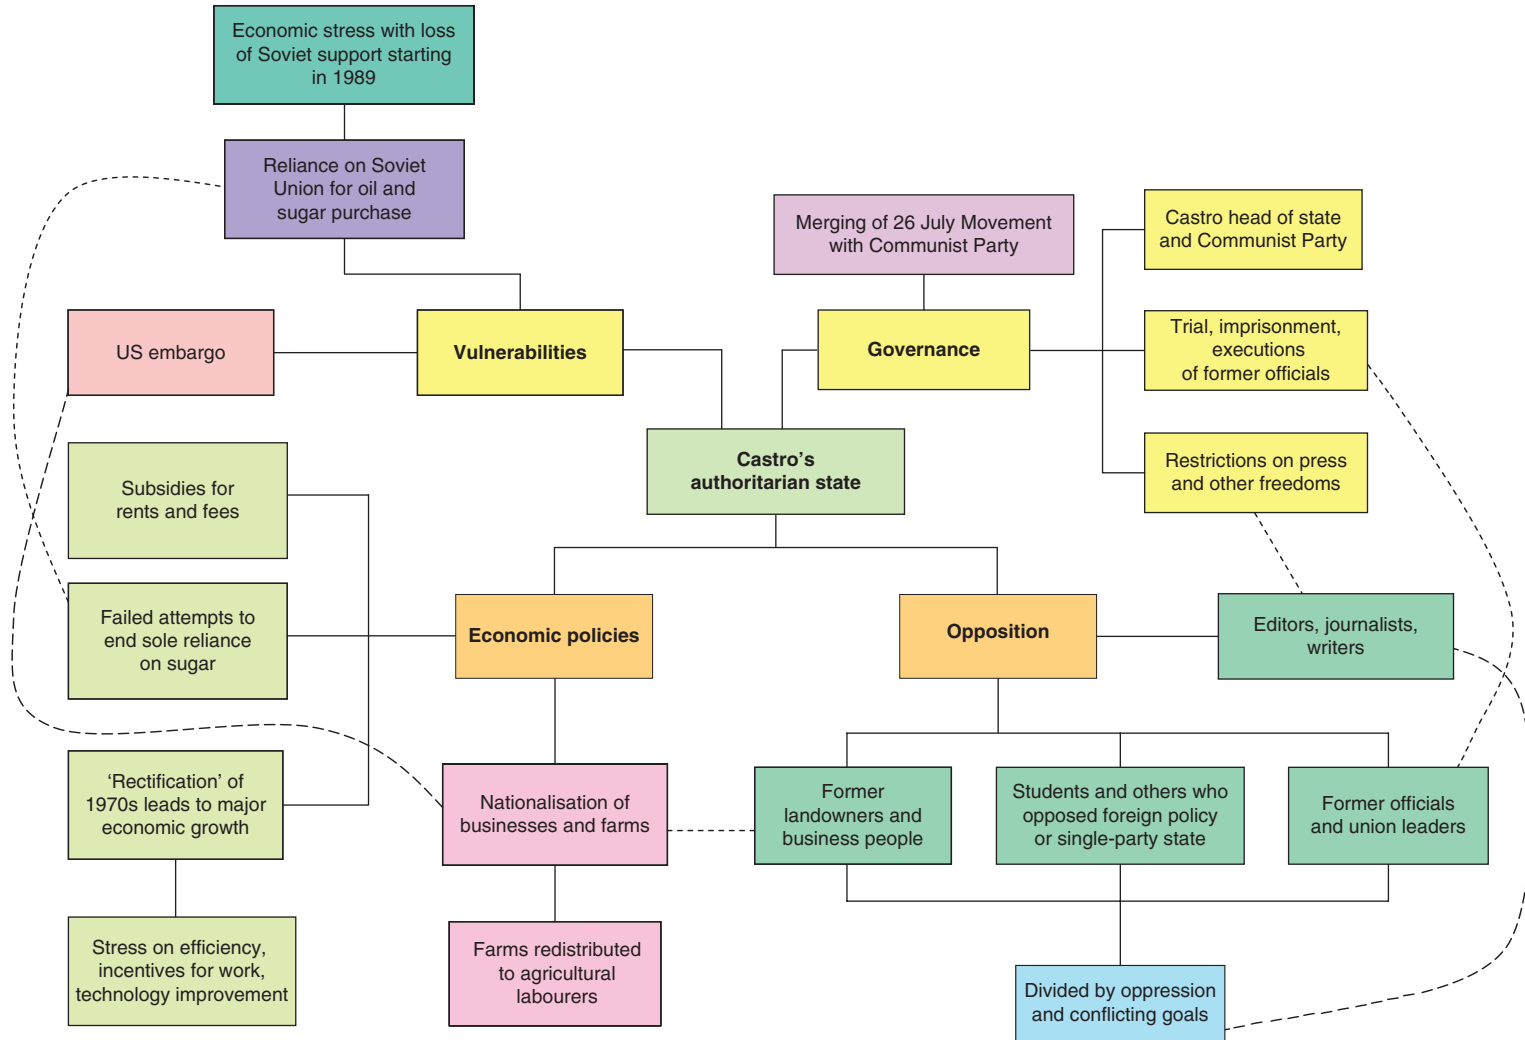 Economic stress with loss
of Soviet support starting
in 1989
Reliance on Soviet
Union for oil and
sugar purchase
Merging of 26 July Movement
with Communist Party
Castro head of state
and Communist Party
US embargo
Vulnerabilities
Governance
Trial, imprisonment,
executions
of former officials
Castro's
authoritarian state
Restrictions on press
and other freedoms
Subsidies for
rents and fees
Failed attempts to
end sole reliance
on sugar
Economic policies
Opposition
Editors, journalists,
writers
'Rectification' of
1970s leads to major
economic growth
Nationalisation of
businesses and farms
Former
landowners and
business people
Students and others who
opposed foreign policy
or single-party state
Former officials
and union leaders
Stress on efficiency,
incentives for work,
technology improvement
Farms redistributed
to agricultural
labourers
Divided by oppression
and conflicting goals